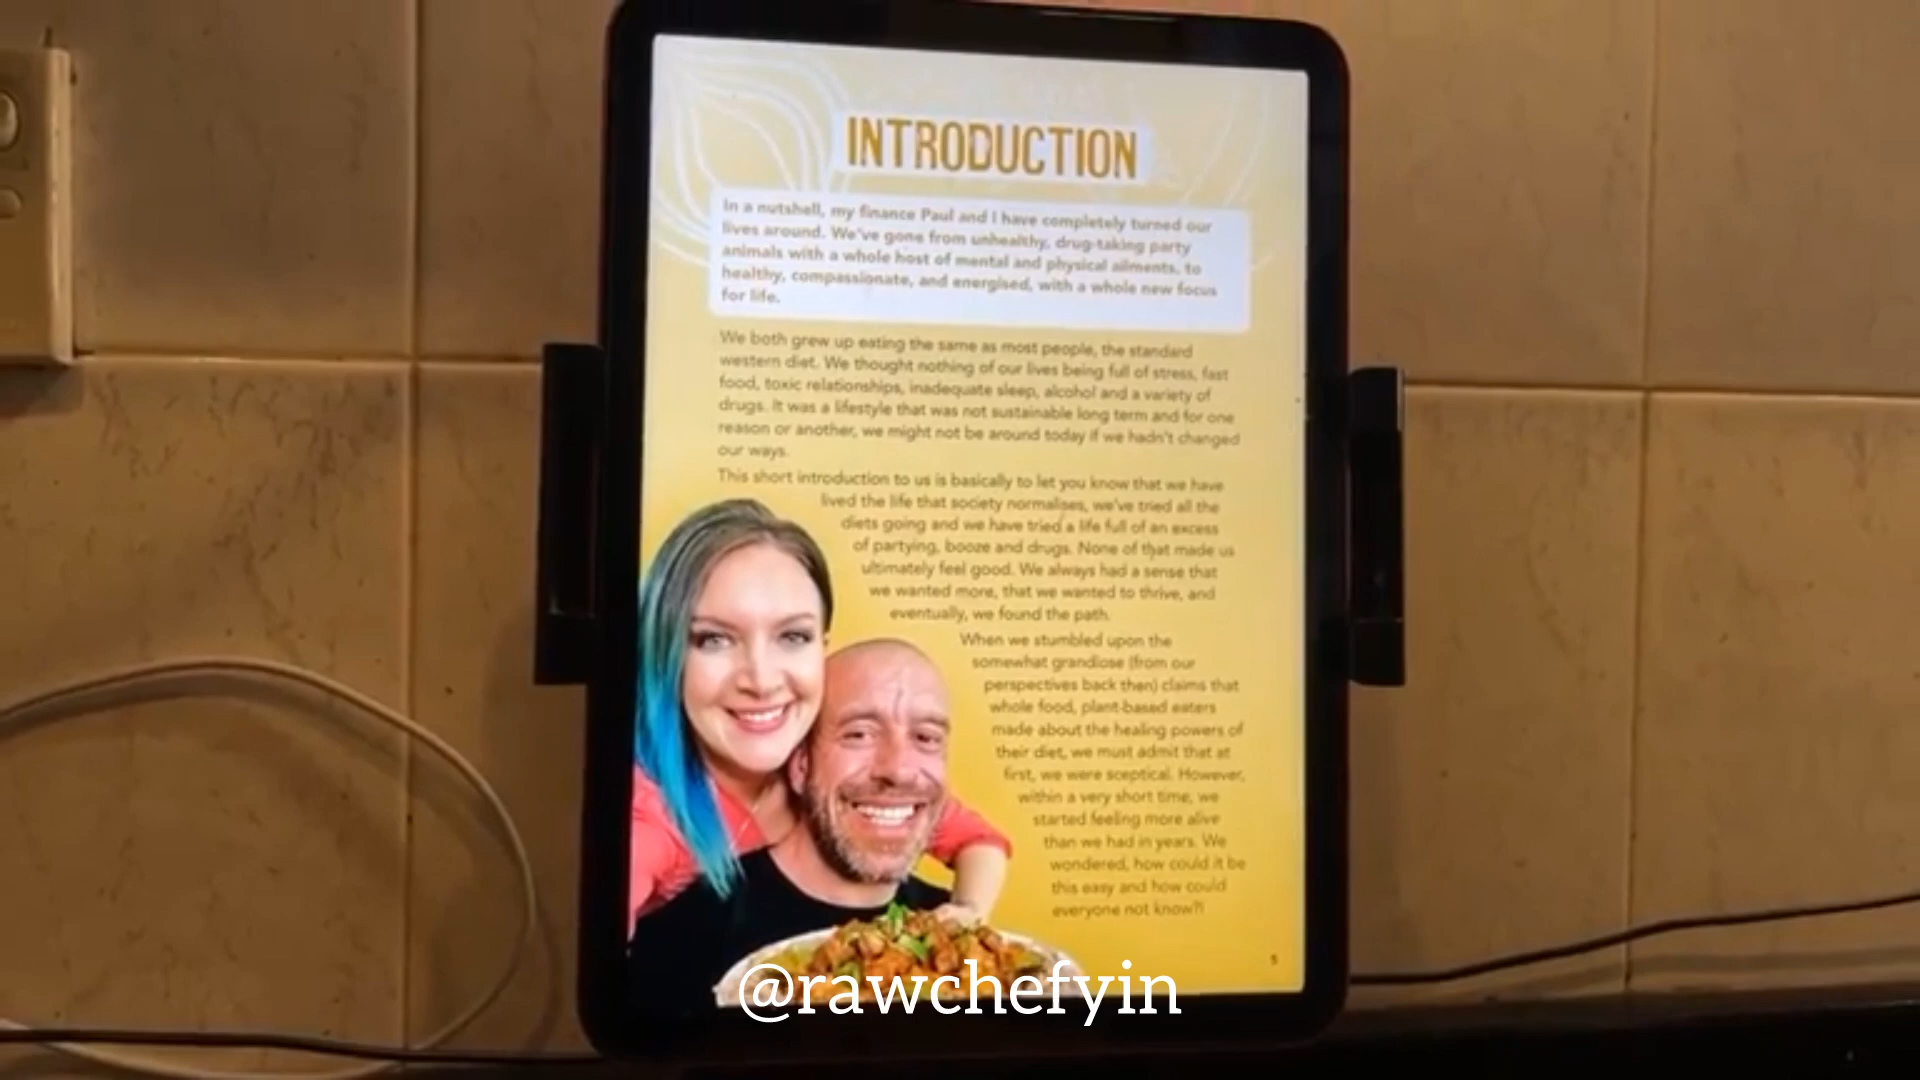 INTRODUCTION
In a nutshell, my finance Paul and I have completely turned our
lives around. We've gone from unhealthy, drug-taking party
animals with a whole host of mental and physical ailments, to
healthy, compassionate, and energised, with a whole new focus
for life.
We both grew up eating the same as most people, the standard
western diet. We thought nothing of our lives being full of stress, fast
food, toxic relationships, inadequate sleep, alcohol and a variety of
drugs. It was a lifestyle that was not sustainable long term and for one
reason or another, we might not be around today if we hadn't changed
our ways.
This short introduction to us is basically to let you know that we have
lived the life that society normalises, we've tried all the
diets going and we have tried a life full of an excess
of partying, booze and drugs. None of that made us
ultimately feel good. We always had a sense that
we wanted more, that we wanted to thrive, and
eventually, we found the path.
When we stumbled upon the
somewhat grandiose (from our
perspectives back then) claims that
whole food, plant-based eaters
made about the healing powers of
their diet, we must admit that at
first, we were sceptical. However,
within a very short time, we
started feeling more alive
than we had in years. We
wondered, how could it be
this easy and how could
everyone not know?!
5
@rawchefyin